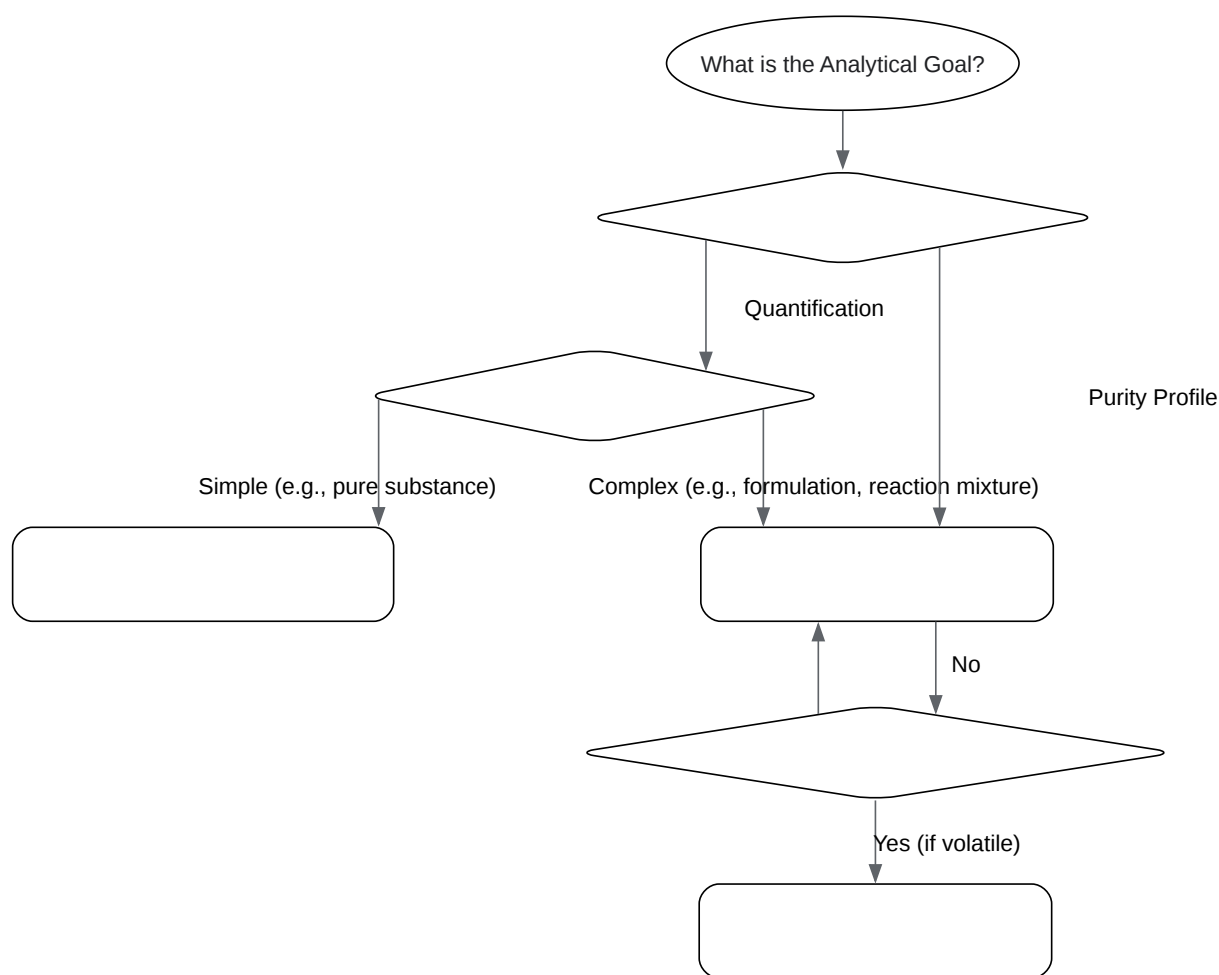 What is the Analytical Goal?
Quantification
Purity Profile
Simple (e.g., pure substance)
Complex (e.g., formulation, reaction mixture)
No
Yes (if volatile)